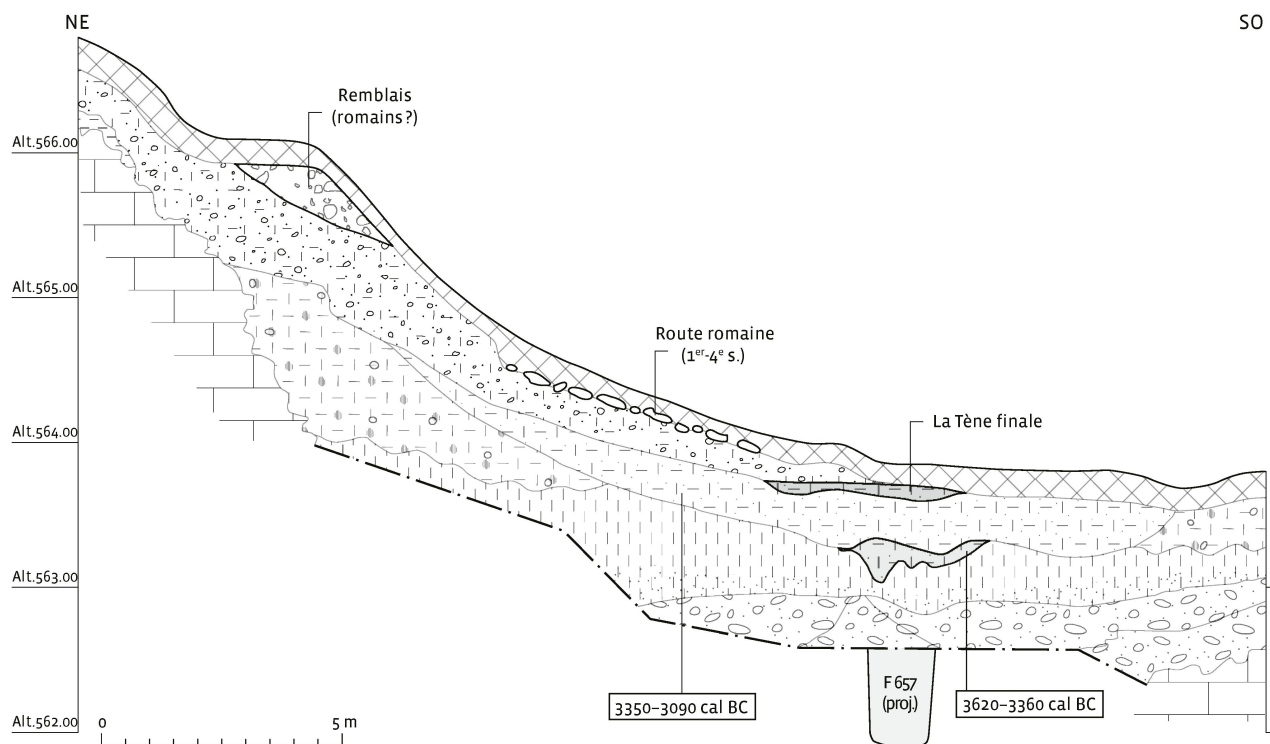 NE
SO
Remblais
(romains ?)
Alt.566.00
Alt.565.00
Route romaine
(1er-4e s.)
La Tène finale
Alt.564.00
Alt.563.00
F 657
(proj.)
3350–3090 cal BC
3620–3360 cal BC
Alt.562.00
0
5 m